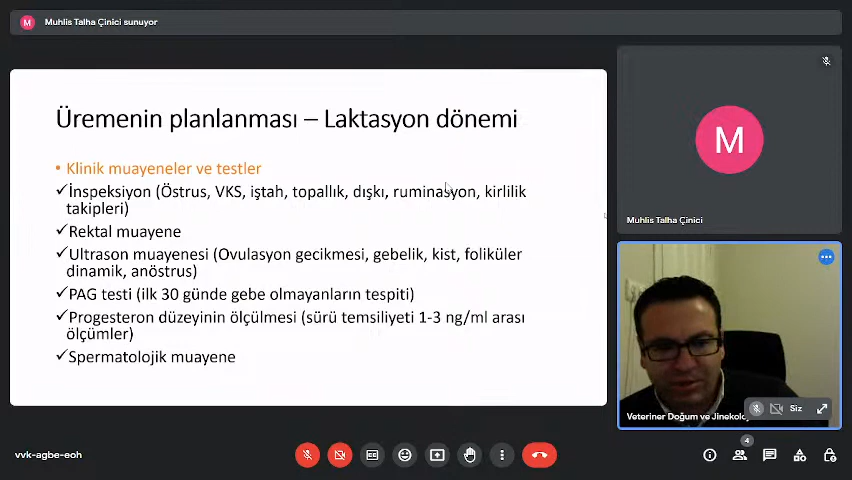 M
Muhlis Talha Çinici sunuyor
Üremenin planlanması – Laktasyon dönemi
• Klinik muayeneler ve testler
✓İnspeksiyon (Östrus, VKS, iştah, topallık, dışkı, ruminasyon, kirlilik
takipleri)
✓Rektal muayene
✓Ultrason muayenesi (Ovulasyon gecikmesi, gebelik, kist, foliküler
dinamik, anöstrus)
✓PAG testi (ilk 30 günde gebe olmayanların tespiti)
✓Progesteron düzeyinin ölçülmesi (sürü temsiliyeti 1-3 ng/ml arası
ölçümler)
✓Spermatolojik muayene
M
Muhlis Talha Çinici
Siz
Veteriner Doğum ve Jinekoloj
vvk-agbe-eoh
4